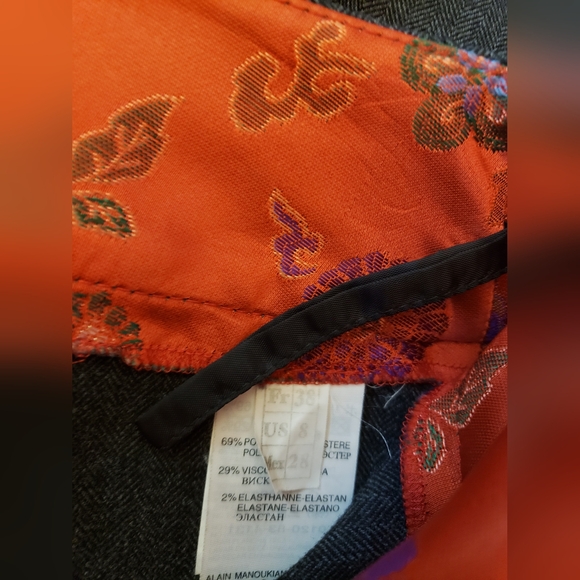 Fr 38
US 8
Mex 28
69% PO STERE
POL ЭСТЕР
29% VISC A
ВИСК
2% ELASTHANNE-ELASTAN
ELASTANE-ELASTANO
ЭЛАСТАН
ALAIN MANOUKIAN